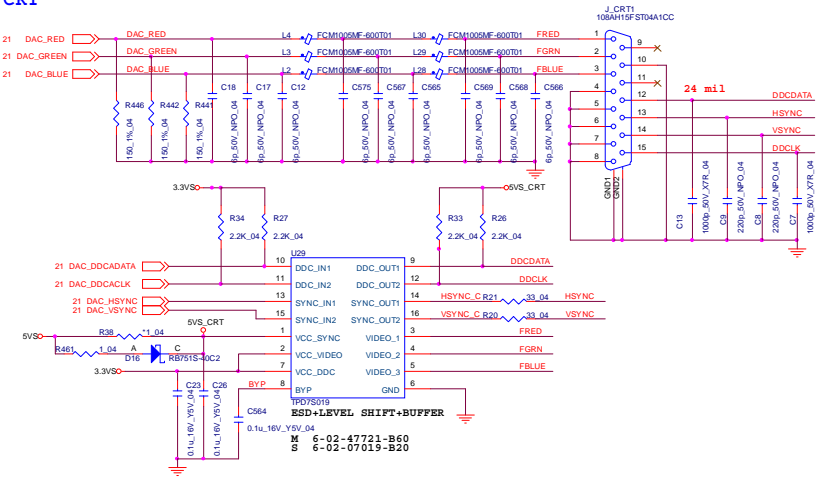 CRT
J_CRT1
108AH15FST04A1CC
21 DAC_RED DAC_RED L4 FCM1005MF-600T01 L30 FCM1005MF-600T01 FRED 1
9
21 DAC_GREEN DAC_GREEN L3 FCM1005MF-600T01 L29 FCM1005MF-600T01 FGRN 2
10
21 DAC_BLUE DAC_BLUE L2 FCM1005MF-600T01 L28 FCM1005MF-600T01 FBLUE 3
11
C18 C17 C12 C575 C567 C565 C569 C568 C566
4
24 mil
12 DDCDATA
R446 R442 R441
5
13 HSYNC
6
14 VSYNC
7
15 DDCLK
8
150_1%_04 150_1%_04 150_1%_04
6p_50V_NPO_04 6p_50V_NPO_04 6p_50V_NPO_04 6p_50V_NPO_04 6p_50V_NPO_04 6p_50V_NPO_04 6p_50V_NPO_04 6p_50V_NPO_04 6p_50V_NPO_04
GND1 GND2
C13 1000p_50V_X7R_04
C9 220p_50V_NPO_04
C8 220p_50V_NPO_04
C7 1000p_50V_X7R_04
3.3VS 5VS_CRT
R34 R27 R33 R26
2.2K_04 2.2K_04 2.2K_04 2.2K_04
U29
21 DAC_DDCADATA 10 DDC_IN1 DDC_OUT1 9 DDCDATA
21 DAC_DDCACLK 11 DDC_IN2 DDC_OUT2 12 DDCLK
21 DAC_HSYNC 13 SYNC_IN1 SYNC_OUT1 14 HSYNC_C R21 33_04 HSYNC
21 DAC_VSYNC 15 SYNC_IN2 SYNC_OUT2 16 VSYNC_C R20 33_04 VSYNC
5VS_CRT
5VS R38 *1_04 1 VCC_SYNC VIDEO_1 3 FRED
R461 1_04 A C 2 VCC_VIDEO VIDEO_2 4 FGRN
D16 RB751S-40C2
3.3VS 7 VCC_DDC VIDEO_3 5 FBLUE
BYP 8 BYP GND 6
C23 C26
TPD7S019
0.1u_16V_Y5V_04 0.1u_16V_Y5V_04
C564
0.1u_16V_Y5V_04
ESD+LEVEL SHIFT+BUFFER
M 6-02-47721-B60
S 6-02-07019-B20